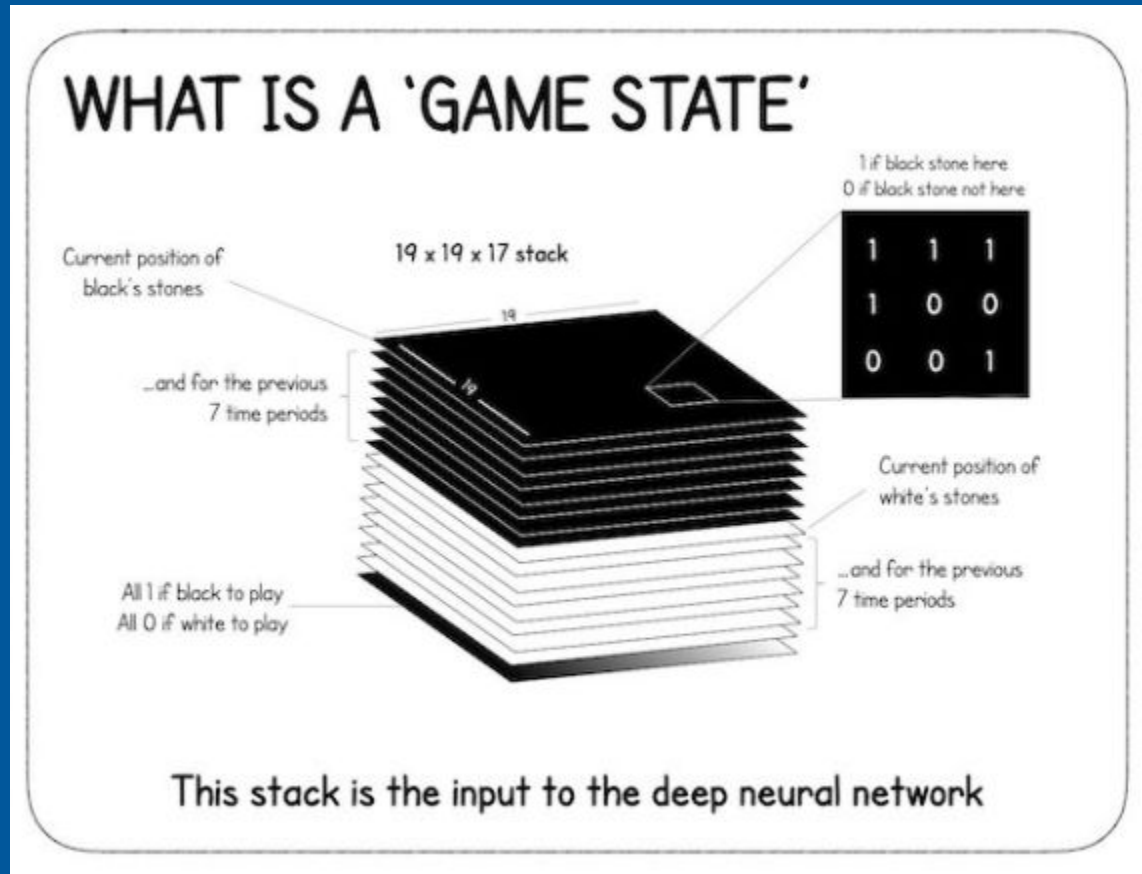 WHAT IS A 'GAME STATE'
1 if black stone here
0 if black stone not here
Current position of
black's stones
19 x 19 x 17 stack
1 1 1
1 0 0
0 0 1
19
19
...and for the previous
7 time periods
Current position of
white's stones
...and for the previous
7 time periods
All 1 if black to play
All 0 if white to play
This stack is the input to the deep neural network